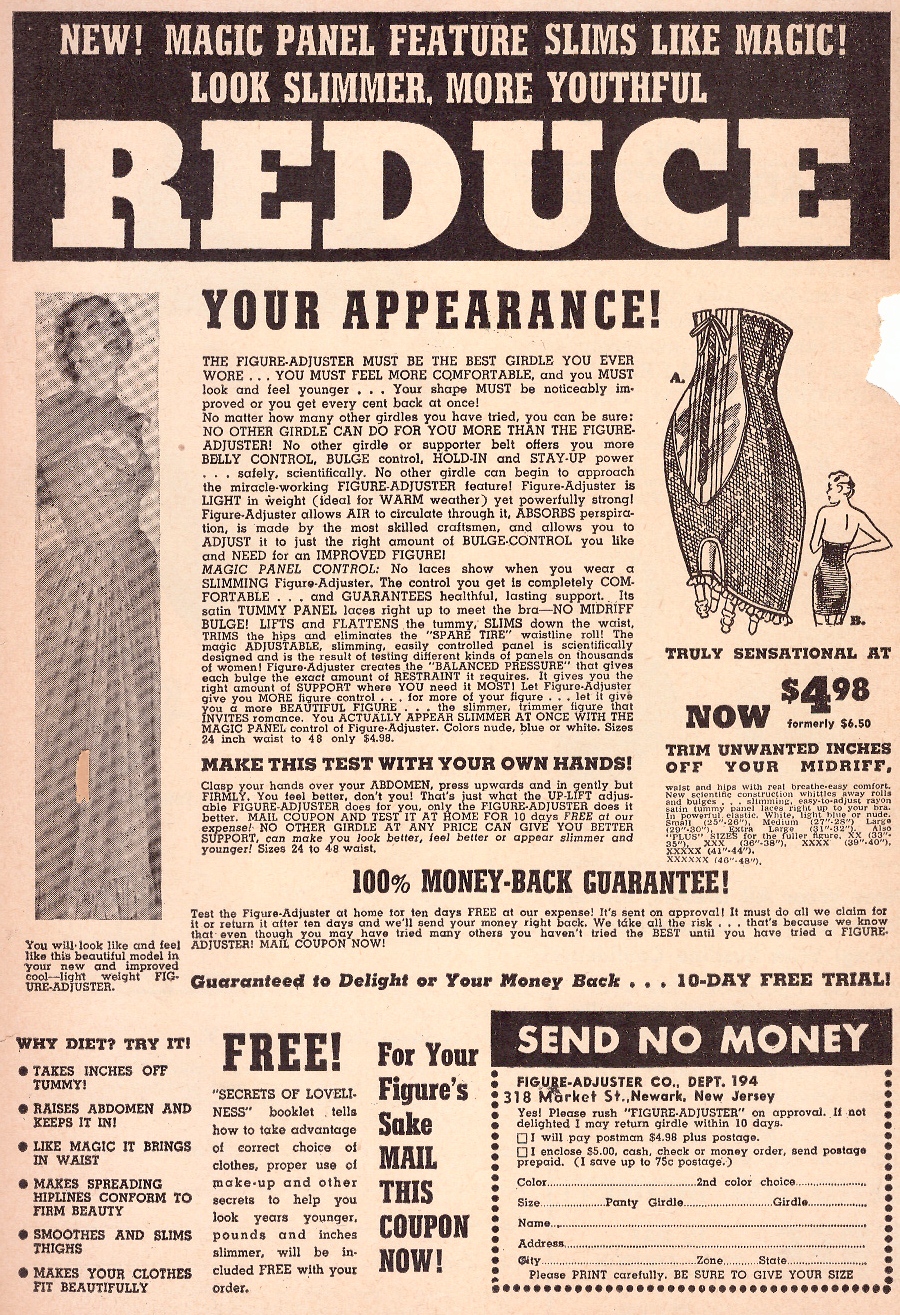 NEW! MAGIC PANEL FEATURE SLIMS LIKE MAGIC!
LOOK SLIMMER, MORE YOUTHFUL
REDUCE
YOUR APPEARANCE!
THE FIGURE-ADJUSTER MUST BE THE BEST GIRDLE YOU EVER
WORE . . . YOU MUST FEEL MORE COMFORTABLE, and you MUST
look and feel younger . . . Your shape MUST be noticeably im-
proved or you get every cent back at once!
No matter how many other girdles you have tried, you can be sure:
NO OTHER GIRDLE CAN DO FOR YOU MORE THAN THE FIGURE-
ADJUSTER! No other girdle or supporter belt offers you more
BELLY CONTROL, BULGE control, HOLD-IN and STAY-UP power
. . . safely, scientifically. No other girdle can begin to approach
the miracle-working FIGURE-ADJUSTER feature! Figure-Adjuster is
LIGHT in weight (ideal for WARM weather) yet powerfully strong!
Figure-Adjuster allows AIR to circulate through it, ABSORBS perspira-
tion, is made by the most skilled craftsmen, and allows you to
ADJUST it to just the right amount of BULGE-CONTROL you like
and NEED for an IMPROVED FIGURE!
MAGIC PANEL CONTROL: No laces show when you wear a
SLIMMING Figure-Adjuster. The control you get is completely COM-
FORTABLE . . . and GUARANTEES healthful, lasting support. Its
satin TUMMY PANEL laces right up to meet the bra—NO MIDRIFF
BULGE! LIFTS and FLATTENS the tummy, SLIMS down the waist,
TRIMS the hips and eliminates the "SPARE TIRE" waistline roll! The
magic ADJUSTABLE, slimming, easily controlled panel is scientifically
designed and is the result of testing different kinds of panels on thousands
of women! Figure-Adjuster creates the "BALANCED PRESSURE" that gives
each bulge the exact amount of RESTRAINT it requires. It gives you the
right amount of SUPPORT where YOU need it MOST! Let Figure-Adjuster
give you MORE figure control . . . for more of your figure . . . let it give
you a more BEAUTIFUL FIGURE . . . the slimmer, trimmer figure that
INVITES romance. You ACTUALLY APPEAR SLIMMER AT ONCE WITH THE
MAGIC PANEL control of Figure-Adjuster. Colors nude, blue or white. Sizes
24 inch waist to 48 only $4.98.
MAKE THIS TEST WITH YOUR OWN HANDS!
Clasp your hands over your ABDOMEN, press upwards and in gently but
FIRMLY. You feel better, don't you! That's just what the UP-LIFT adjus-
able FIGURE-ADJUSTER does for you, only the FIGURE-ADJUSTER does it
better. MAIL COUPON AND TEST IT AT HOME FOR 10 days FREE at our
expense! NO OTHER GIRDLE AT ANY PRICE CAN GIVE YOU BETTER
SUPPORT, can make you look better, feel better or appear slimmer and
younger! Sizes 24 to 48 waist.
A.
B.
TRULY SENSATIONAL AT
NOW $4.98
formerly $6.50
TRIM UNWANTED INCHES
OFF YOUR MIDRIFF,
waist and hips with real breathe-easy comfort.
New scientific construction whittles away rolls
and bulges . . . slimming, easy-to-adjust rayon
satin tummy panel laces right up to your bra.
In powerful elastic. White, light blue or nude.
Small (25"-26"), Medium (27"-28") Large
(29"-30"), Extra Large (31"-32"). Also
"PLUS" SIZES for the fuller figure, XX (33"-
35"), XXX (36"-38"), XXXX (39"-40"),
XXXXX (41"-44"),
XXXXXX (46"-48").
100% MONEY-BACK GUARANTEE!
Test the Figure-Adjuster at home for ten days FREE at our expense! It's sent on approval! It must do all we claim for
it or return it after ten days and we'll send your money right back. We take all the risk . . . that's because we know
that even though you may have tried many others you haven't tried the BEST until you have tried a FIGURE-
ADJUSTER! MAIL COUPON NOW!
Guaranteed to Delight or Your Money Back . . . 10-DAY FREE TRIAL!
You will look like and feel
like this beautiful model in
your new and improved
cool—light weight FIG-
URE-ADJUSTER.
WHY DIET? TRY IT!
● TAKES INCHES OFF
TUMMY!
● RAISES ABDOMEN AND
KEEPS IT IN!
● LIKE MAGIC IT BRINGS
IN WAIST
● MAKES SPREADING
HIPLINES CONFORM TO
FIRM BEAUTY
● SMOOTHES AND SLIMS
THIGHS
● MAKES YOUR CLOTHES
FIT BEAUTIFULLY
FREE!
"SECRETS OF LOVELI-
NESS" booklet tells
how to take advantage
of correct choice of
clothes, proper use of
make-up and other
secrets to help you
look years younger,
pounds and inches
slimmer, will be in-
cluded FREE with your
order.
For Your
Figure's
Sake
MAIL
THIS
COUPON
NOW!
SEND NO MONEY
FIGURE-ADJUSTER CO., DEPT. 194
318 Market St., Newark, New Jersey
Yes! Please rush "FIGURE-ADJUSTER" on approval. If not
delighted I may return girdle within 10 days.
☐ I will pay postman $4.98 plus postage.
☐ I enclose $5.00, cash, check or money order, send postage
prepaid. (I save up to 75c postage.)
Color..............2nd color choice..............
Size..............Panty Girdle..............Girdle..............
Name..............
Address..............
City..............Zone........State..............
Please PRINT carefully. BE SURE TO GIVE YOUR SIZE